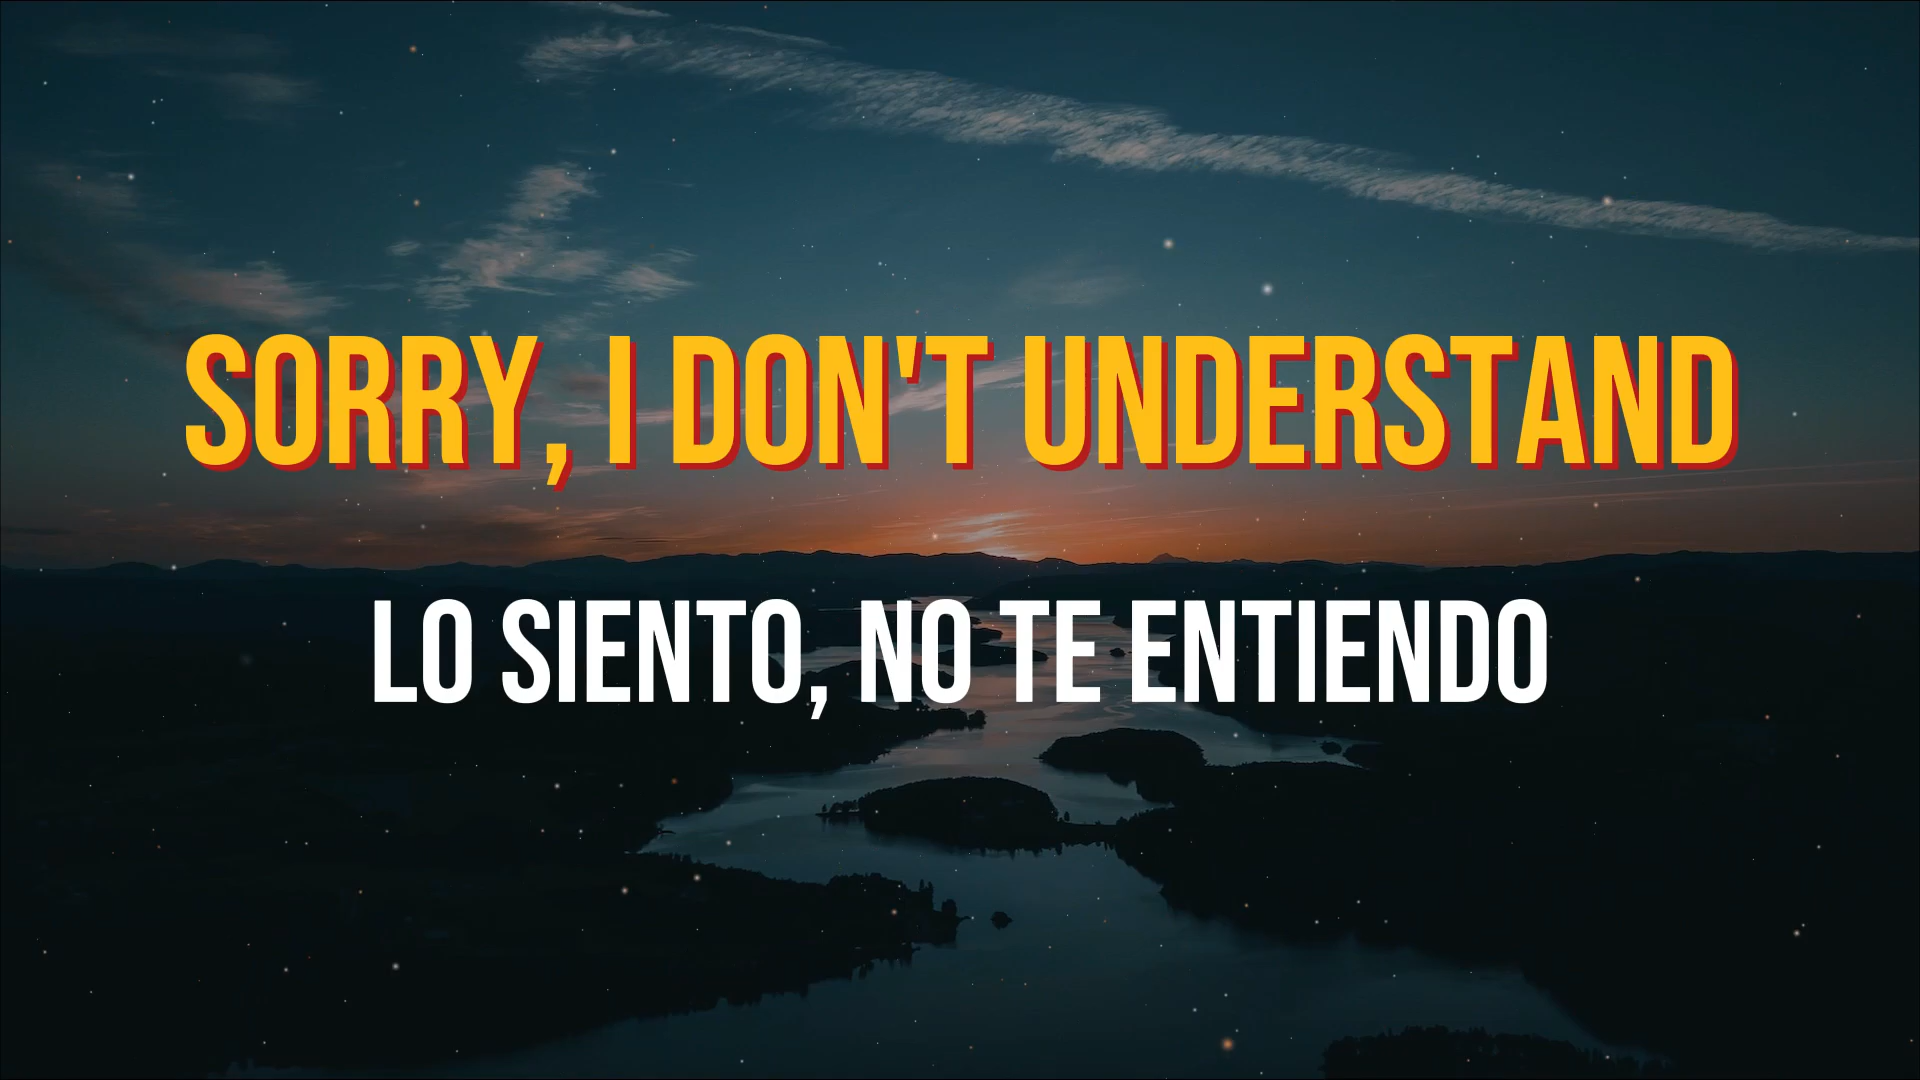 SORRY, I DON'T UNDERSTAND
LO SIENTO, NO TE ENTIENDO